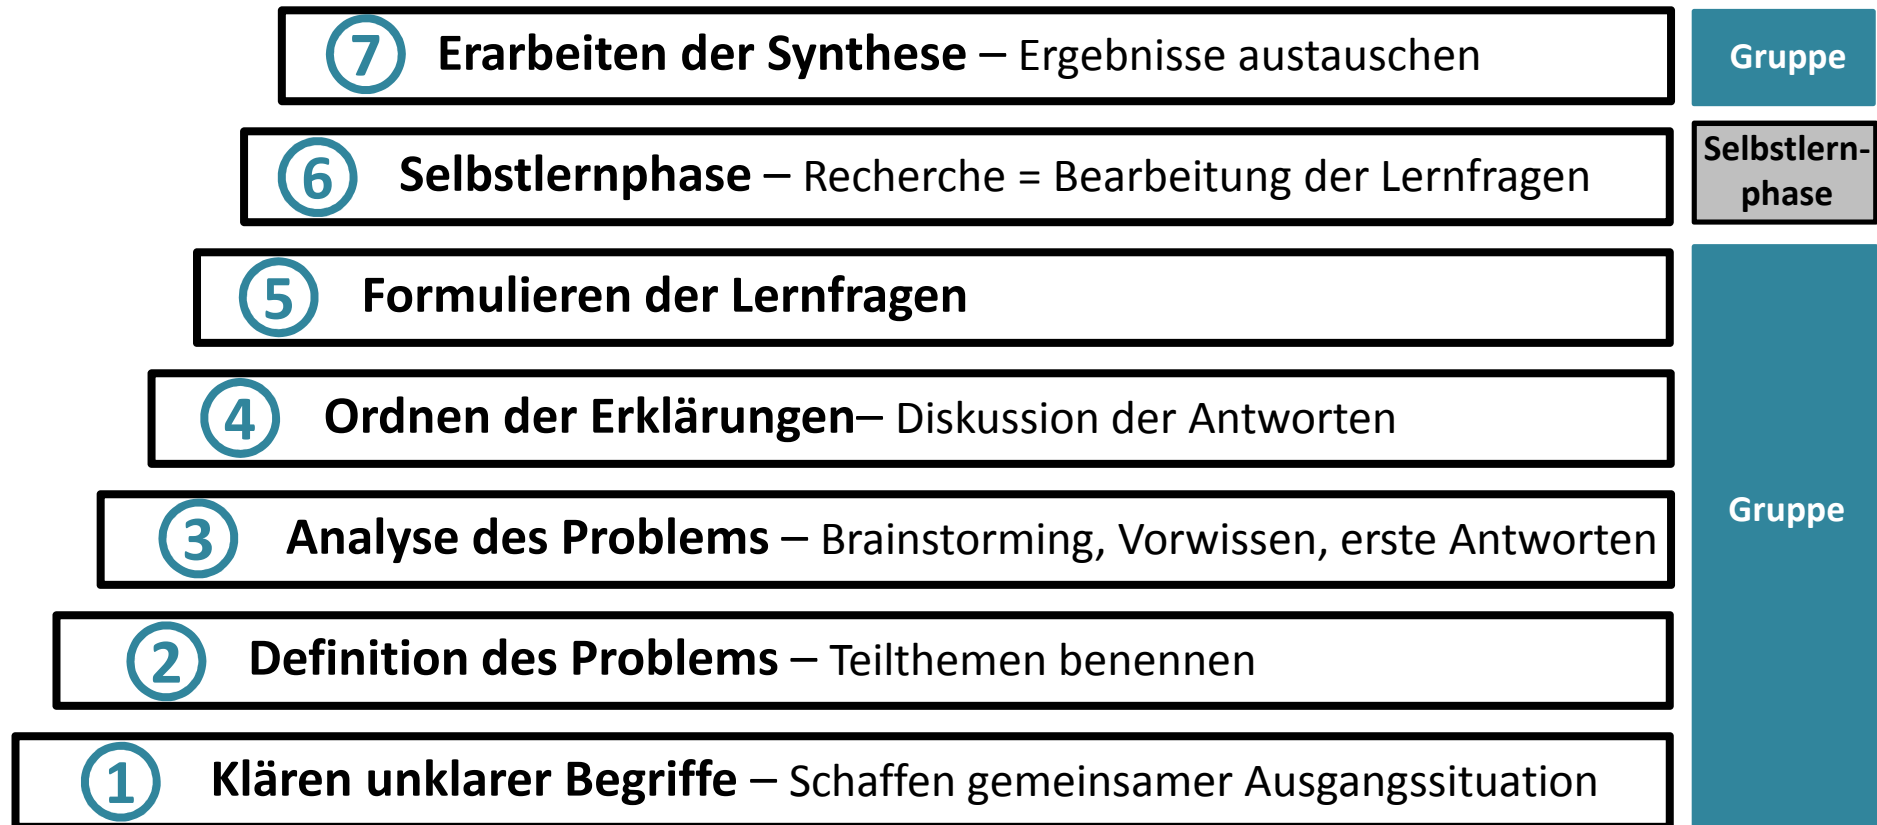 7 Erarbeiten der Synthese – Ergebnisse austauschen
Gruppe
6 Selbstlernphase – Recherche = Bearbeitung der Lernfragen
Selbstlern-
phase
5 Formulieren der Lernfragen
4 Ordnen der Erklärungen– Diskussion der Antworten
3 Analyse des Problems – Brainstorming, Vorwissen, erste Antworten
Gruppe
2 Definition des Problems – Teilthemen benennen
1 Klären unklarer Begriffe – Schaffen gemeinsamer Ausgangssituation